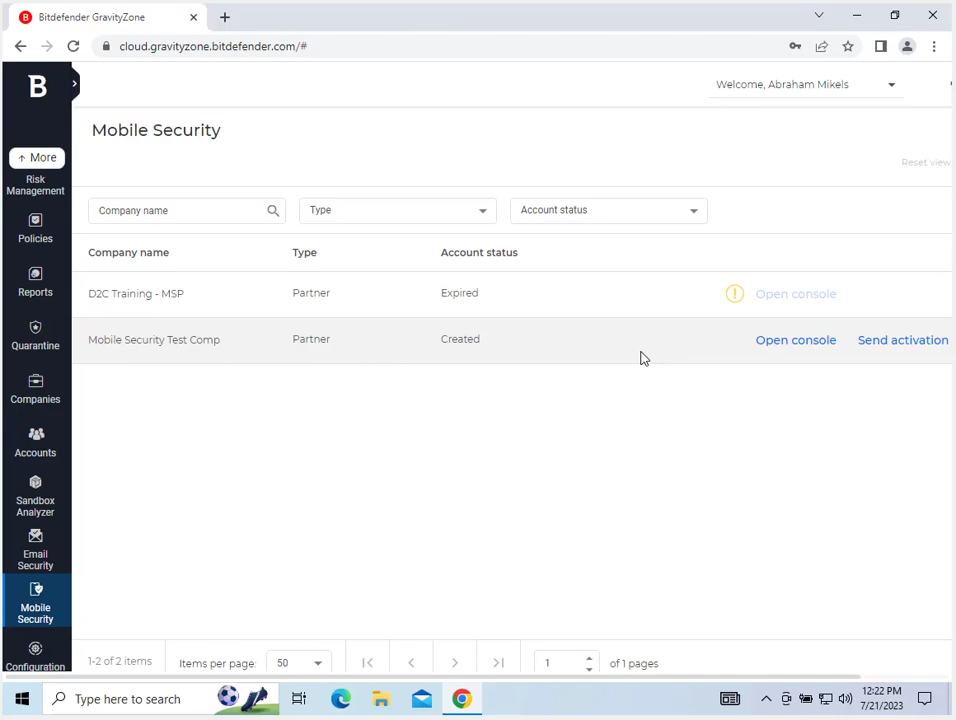 B
Bitdefender GravityZone
cloud.gravityzone.bitdefender.com/#
B
Welcome, Abraham Mikels
Mobile Security
Reset view
↑ More
Risk
Management
Policies
Reports
Quarantine
Companies
Accounts
Sandbox
Analyzer
Email
Security
Mobile
Security
Configuration
Company name
Type
Account status
Company name Type Account status
D2C Training - MSP Partner Expired ! Open console
Mobile Security Test Comp Partner Created Open console Send activation
1-2 of 2 items Items per page: 50 1 of 1 pages
Type here to search
12:22 PM
7/21/2023